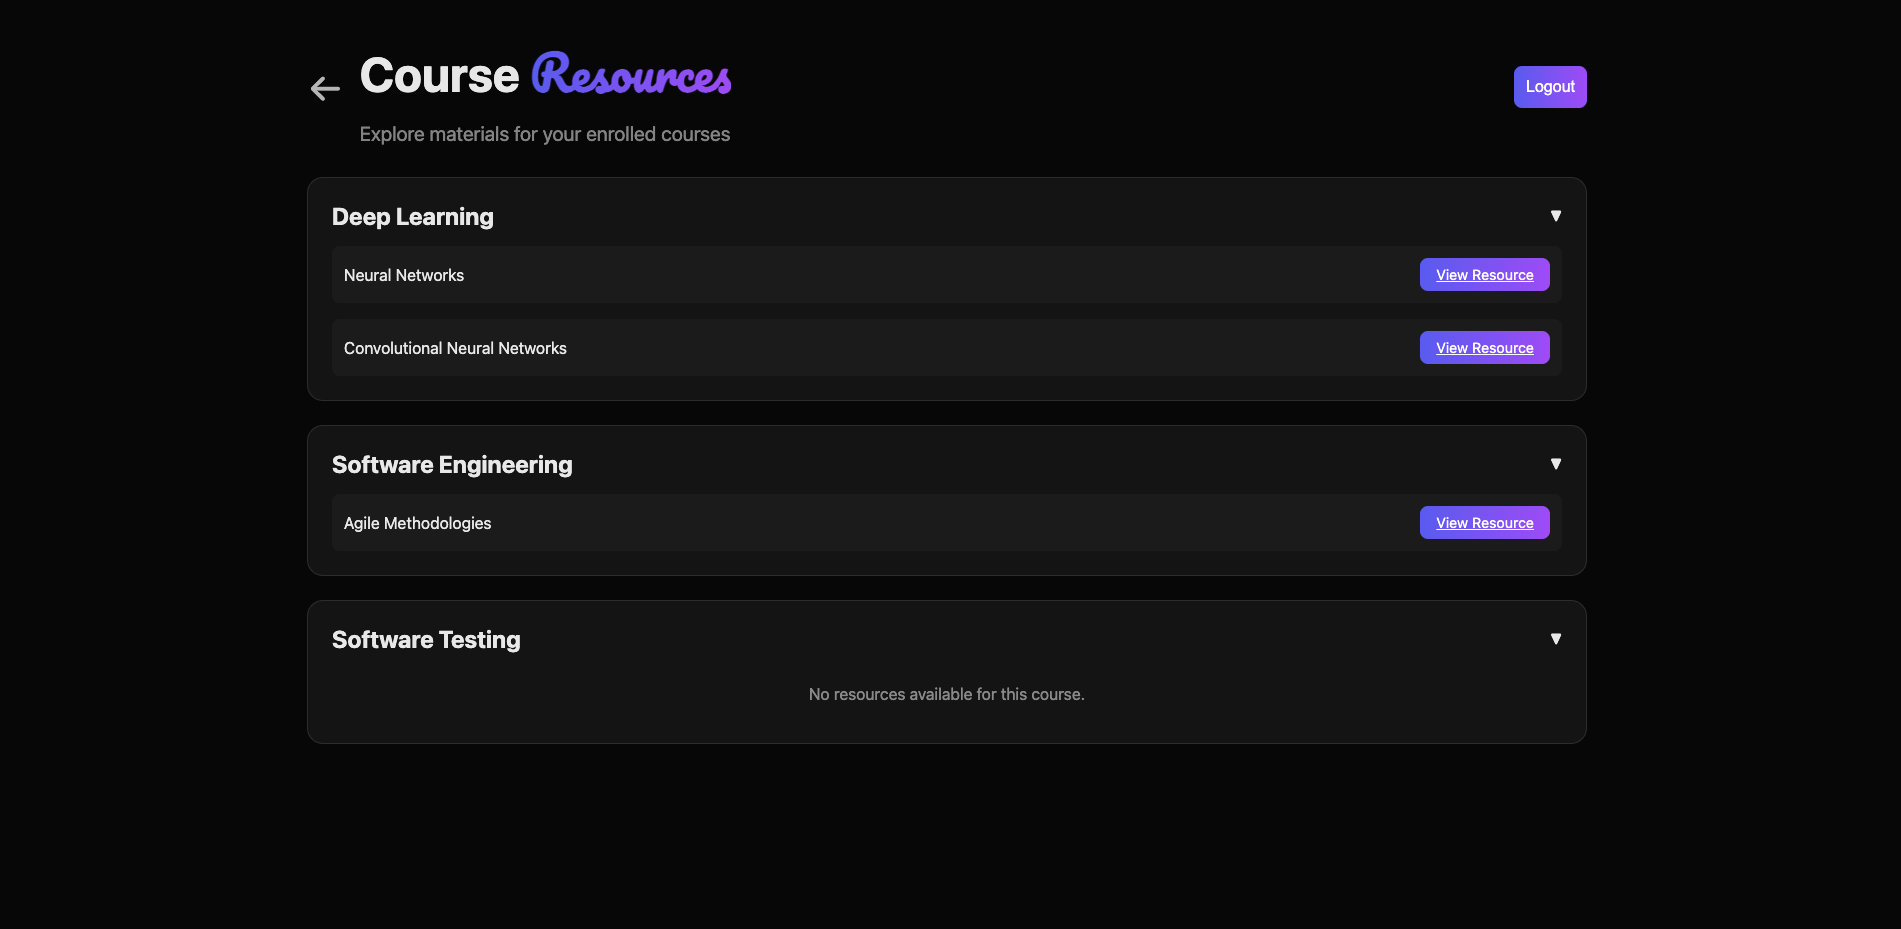 Course Resources
Logout
Explore materials for your enrolled courses
Deep Learning
Neural Networks
View Resource
Convolutional Neural Networks
View Resource
Software Engineering
Agile Methodologies
View Resource
Software Testing
No resources available for this course.